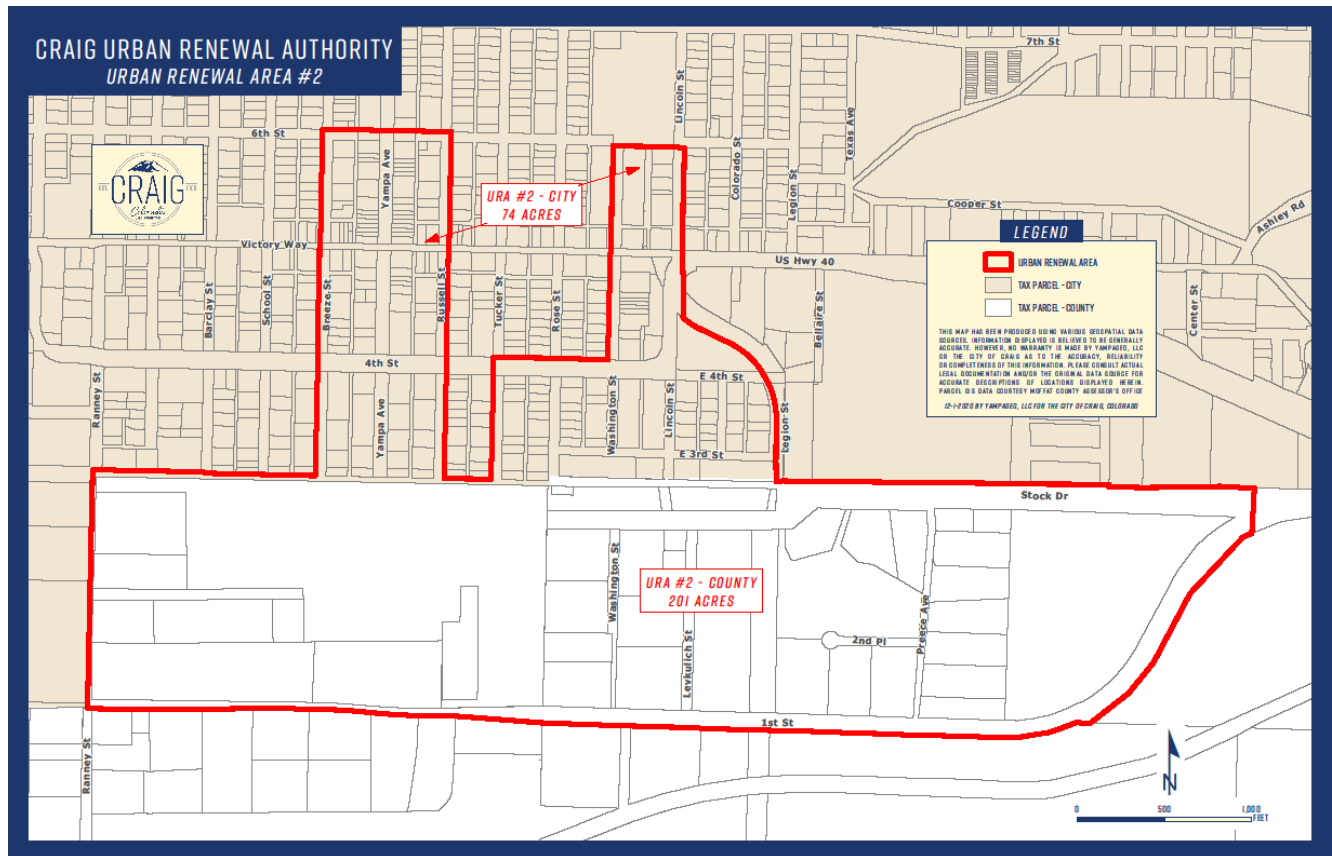 CRAIG URBAN RENEWAL AUTHORITY
URBAN RENEWAL AREA #2
CRAIG
Colorado
7th St
Lincoln St
Texas Ave
6th St
Colorado St
Yampa Ave
Legion St
URA #2 - CITY
74 ACRES
Cooper St
Ashley Rd
Victory Way
US Hwy 40
LEGEND
URBAN RENEWAL AREA
TAX PARCEL - CITY
TAX PARCEL - COUNTY
THIS MAP HAS BEEN PRODUCED USING VARIOUS GEOSPATIAL DATA
SOURCES. INFORMATION DISPLAYED IS BELIEVED TO BE GENERALLY
ACCURATE. HOWEVER, NO WARRANTY IS MADE BY YAMPAGEO, LLC
OR THE CITY OF CRAIG AS TO THE ACCURACY, RELIABILITY
OR COMPLETENESS OF THIS INFORMATION. PLEASE CONSULT ACTUAL
LEGAL DOCUMENTATION AND/OR THE ORIGINAL DATA SOURCE FOR
ACCURATE DESCRIPTIONS OF LOCATIONS DISPLAYED HEREIN.
PARCEL GIS DATA COURTESY MOFFAT COUNTY ASSESSOR'S OFFICE
12-1-2020 BY YAMPAGEO, LLC FOR THE CITY OF CRAIG, COLORADO
Barclay St
School St
Breeze St
Russell St
Tucker St
Rose St
Bellaire St
Center St
4th St
E 4th St
Ranney St
Yampa Ave
Washington St
Lincoln St
Legion St
E 3rd St
Stock Dr
Washington St
URA #2 - COUNTY
201 ACRES
Levkulich St
2nd Pl
Preece Ave
1st St
Ranney St
N
0 500 1,000
FEET